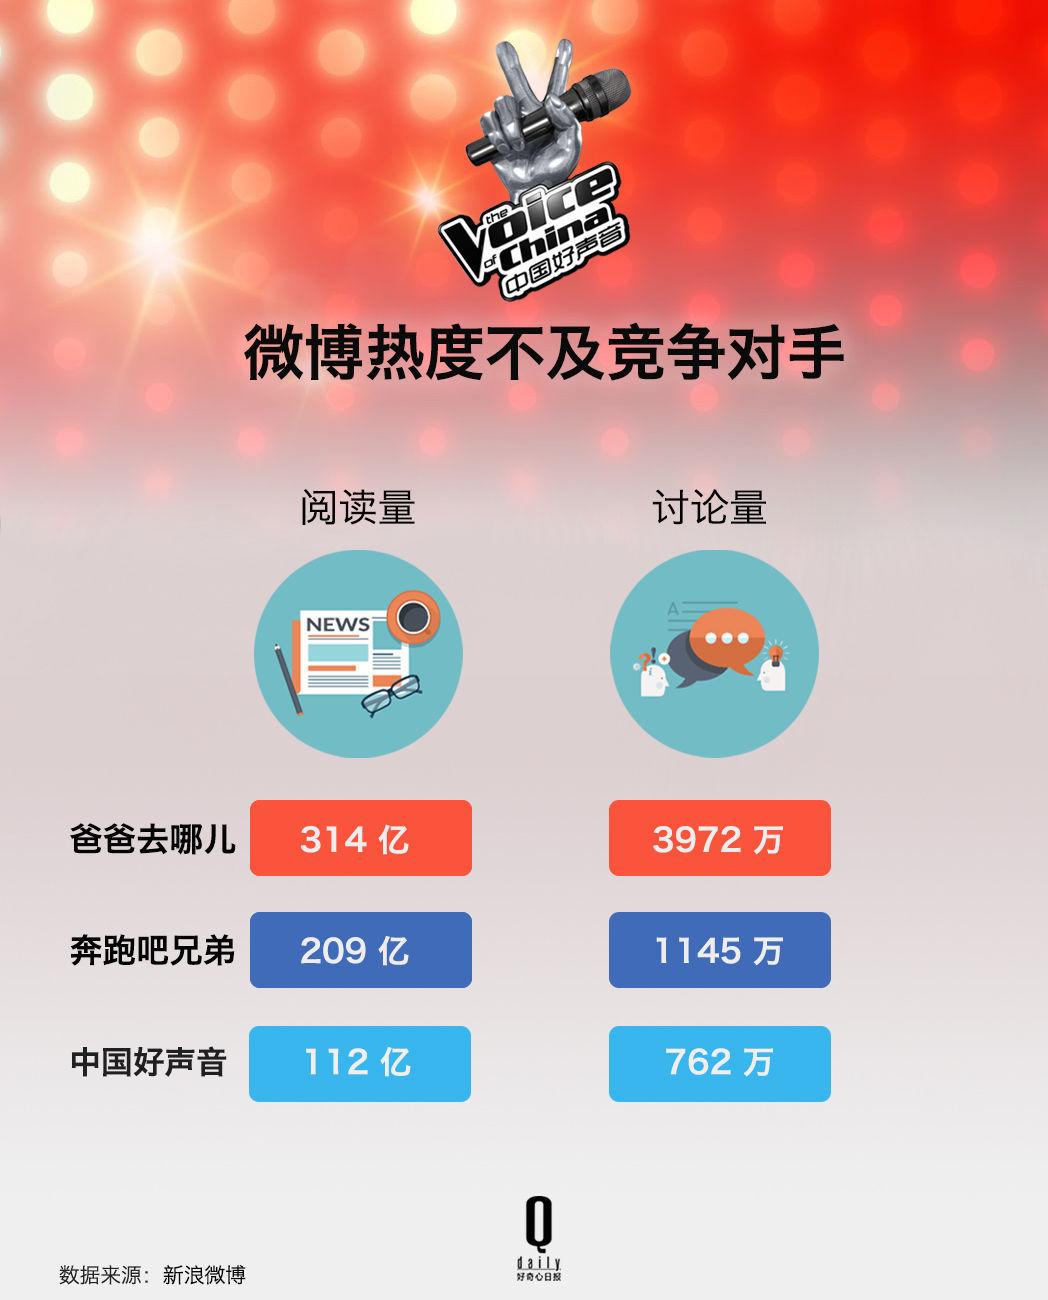 the
Voice
of China
中国好声音
微博热度不及竞争对手
阅读量 讨论量
NEWS
A
爸爸去哪儿 314 亿 3972 万
奔跑吧兄弟 209 亿 1145 万
中国好声音 112 亿 762 万
Q
daily
好奇心日报
数据来源：新浪微博